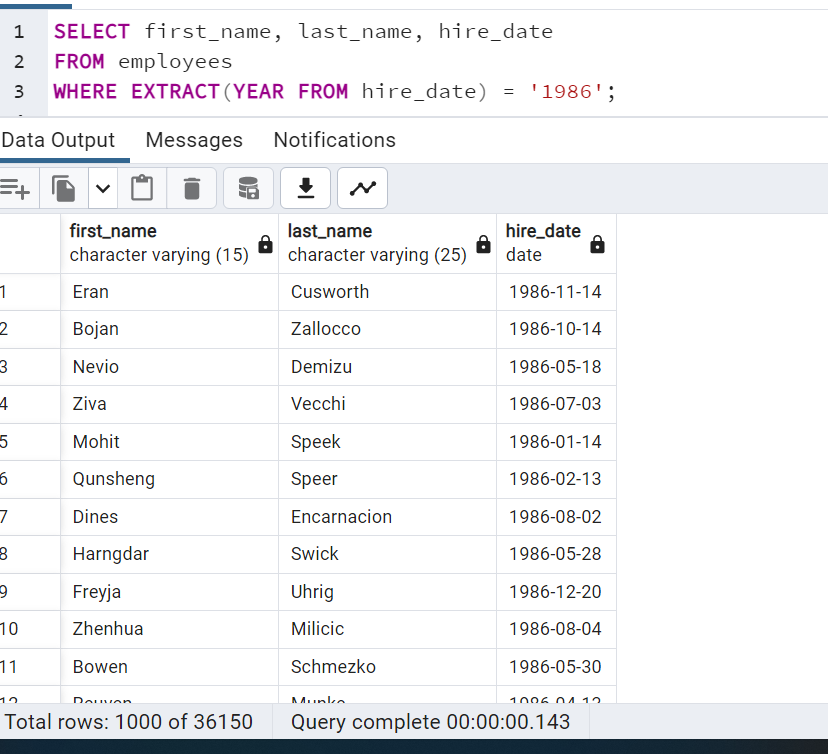 1 SELECT first_name, last_name, hire_date
2 FROM employees
3 WHERE EXTRACT(YEAR FROM hire_date) = '1986';
Data Output Messages Notifications
first_name last_name hire_date
character varying (15) character varying (25) date
1 Eran Cusworth 1986-11-14
2 Bojan Zallocco 1986-10-14
3 Nevio Demizu 1986-05-18
4 Ziva Vecchi 1986-07-03
5 Mohit Speek 1986-01-14
6 Qunsheng Speer 1986-02-13
7 Dines Encarnacion 1986-08-02
8 Harngdar Swick 1986-05-28
9 Freyja Uhrig 1986-12-20
10 Zhenhua Milicic 1986-08-04
11 Bowen Schmezko 1986-05-30
Total rows: 1000 of 36150 Query complete 00:00:00.143